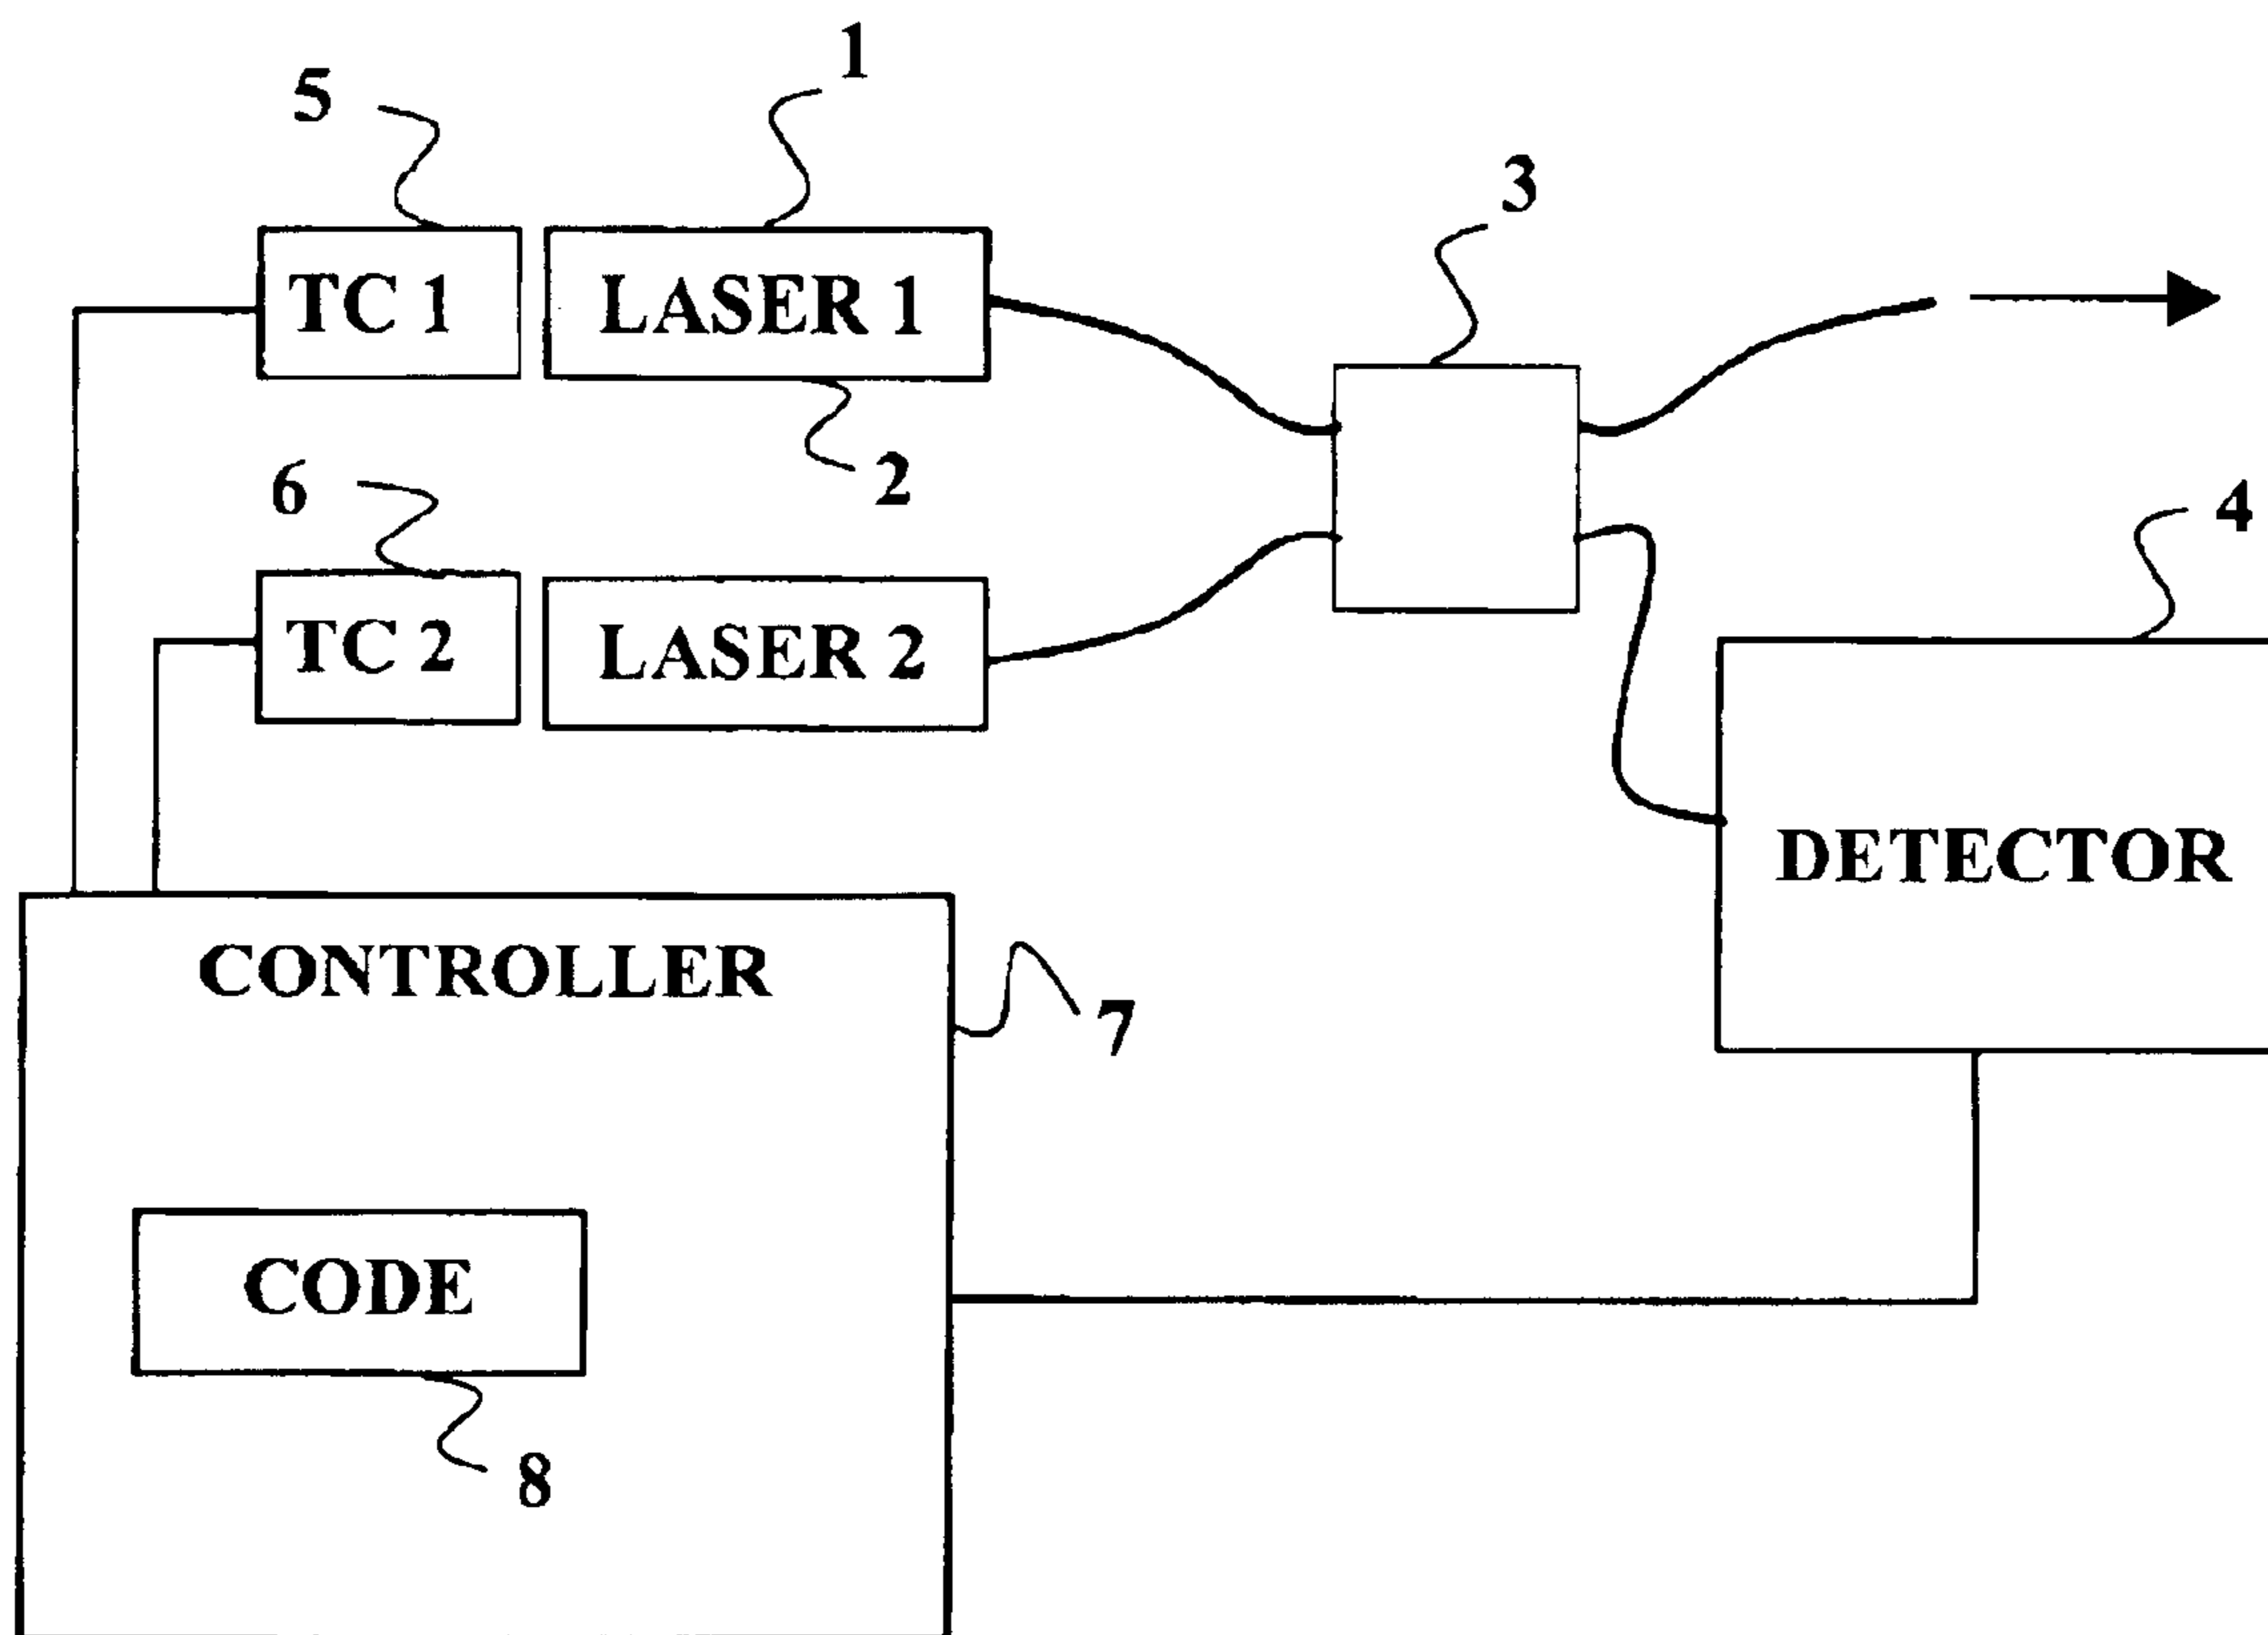 1
5
3
TC 1
LASER 1
2
6
4
TC 2
LASER 2
DETECTOR
CONTROLLER
7
CODE
8